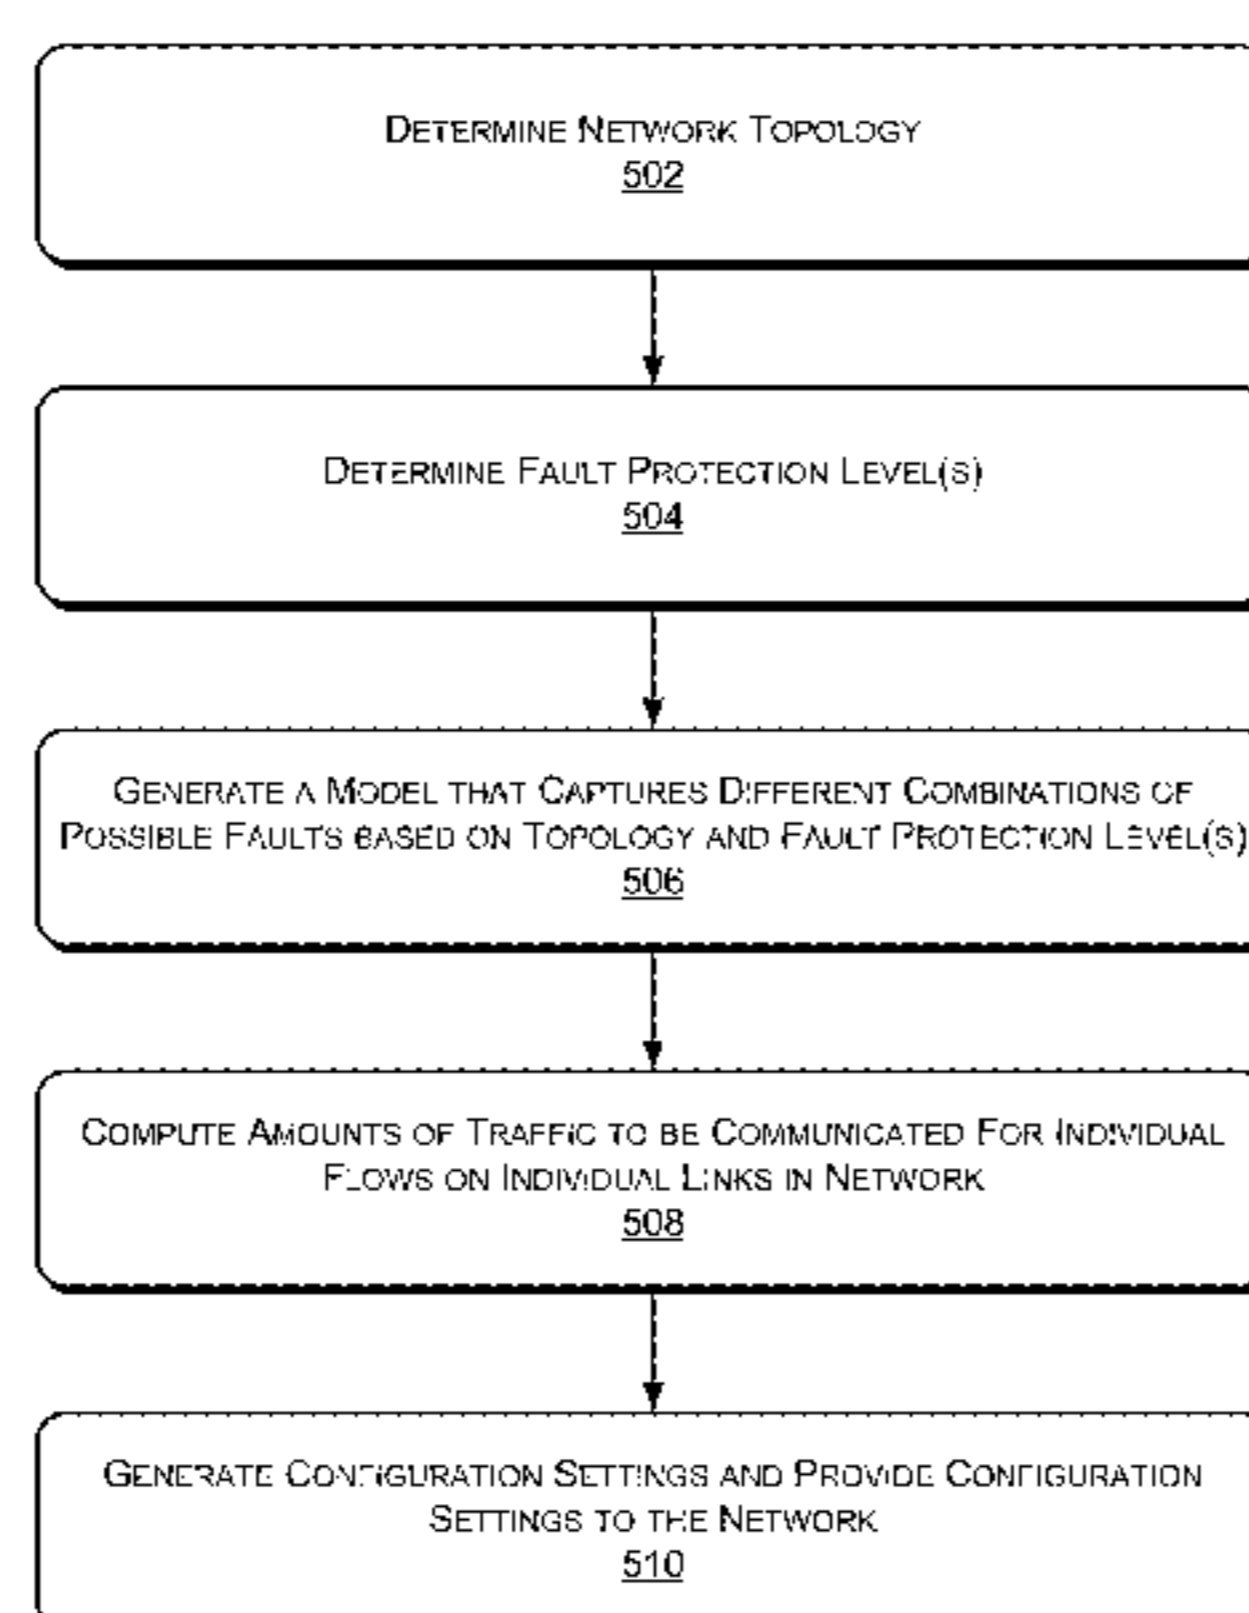 DETERMINE NETWORK TOPOLOGY
502
DETERMINE FAULT PROTECTION LEVEL(S)
504
GENERATE A MODEL THAT CAPTURES DIFFERENT COMBINATIONS OF
POSSIBLE FAULTS BASED ON TOPOLOGY AND FAULT PROTECTION LEVEL(S)
506
COMPUTE AMOUNTS OF TRAFFIC TO BE COMMUNICATED FOR INDIVIDUAL
FLOWS ON INDIVIDUAL LINKS IN NETWORK
508
GENERATE CONFIGURATION SETTINGS AND PROVIDE CONFIGURATION
SETTINGS TO THE NETWORK
510